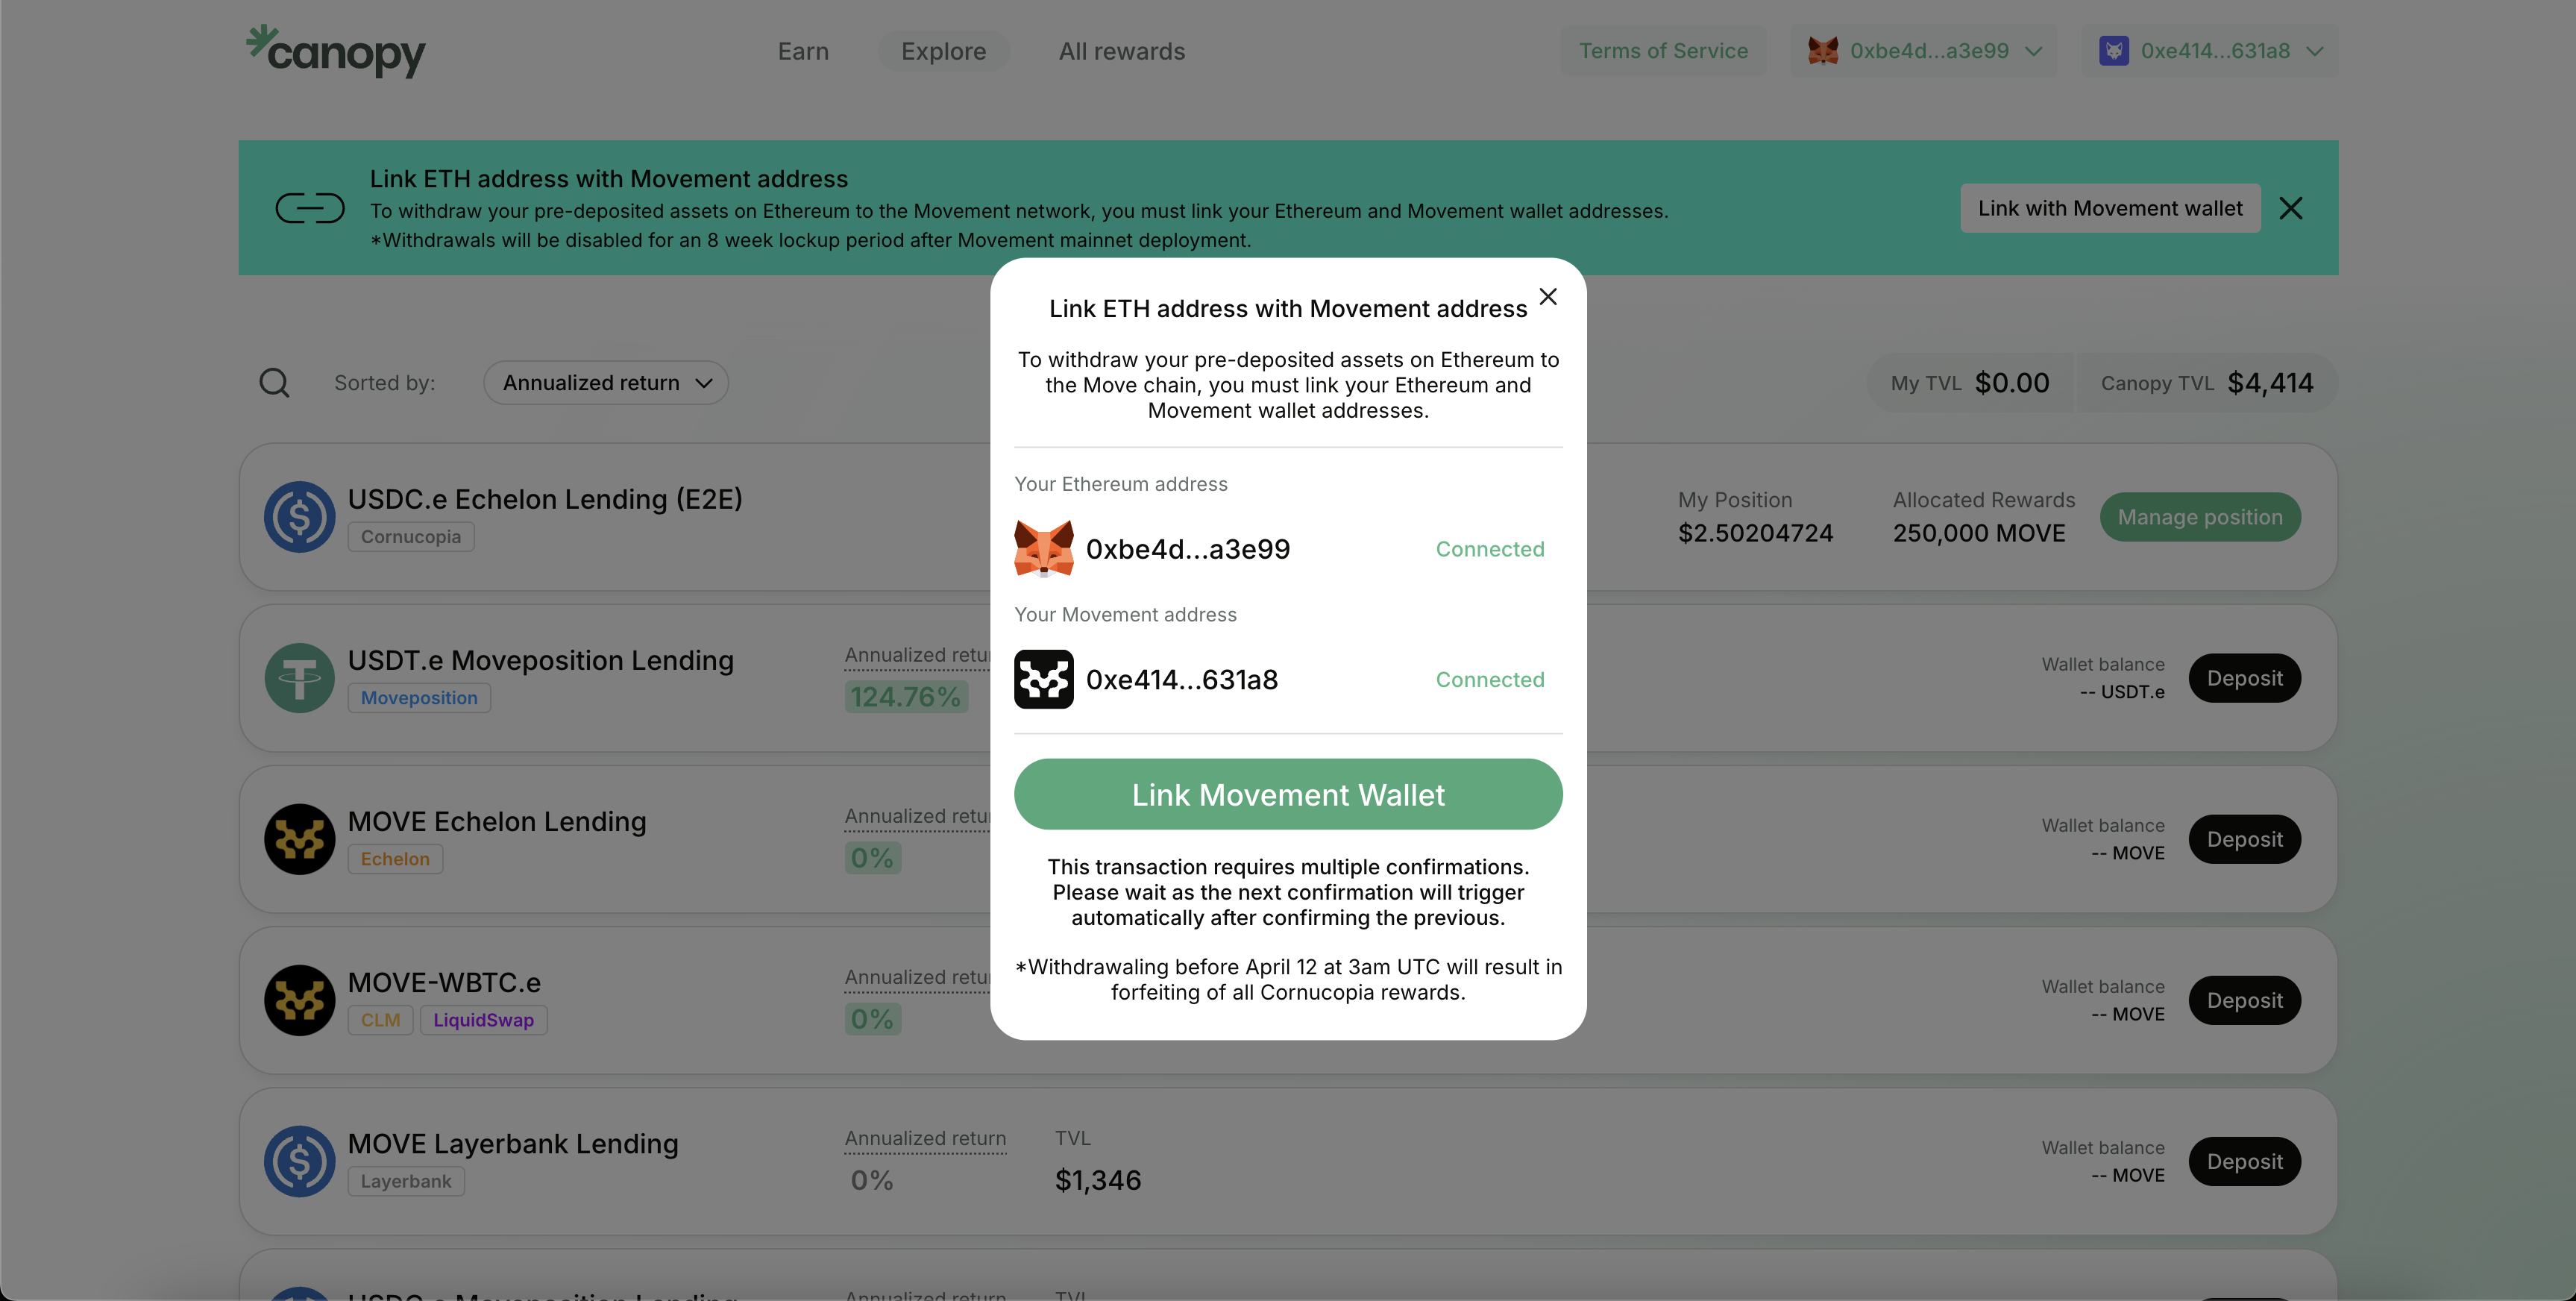 canopy
Earn
Explore
All rewards
Terms of Service
0xbe4d...a3e99
0xe414...631a8
Link ETH address with Movement address
To withdraw your pre-deposited assets on Ethereum to the Movement network, you must link your Ethereum and Movement wallet addresses.
*Withdrawals will be disabled for an 8 week lockup period after Movement mainnet deployment.
Link with Movement wallet
Sorted by:
Annualized return
My TVL $0.00
Canopy TVL $4,414
Link ETH address with Movement address
To withdraw your pre-deposited assets on Ethereum to
the Move chain, you must link your Ethereum and
Movement wallet addresses.
Your Ethereum address
0xbe4d...a3e99
Connected
Your Movement address
0xe414...631a8
Connected
Link Movement Wallet
This transaction requires multiple confirmations.
Please wait as the next confirmation will trigger
automatically after confirming the previous.
*Withdrawaling before April 12 at 3am UTC will result in
forfeiting of all Cornucopia rewards.
USDC.e Echelon Lending (E2E)
Cornucopia
My Position
$2.50204724
Allocated Rewards
250,000 MOVE
Manage position
USDT.e Moveposition Lending
Moveposition
Annualized retu
124.76%
Wallet balance
-- USDT.e
Deposit
MOVE Echelon Lending
Echelon
Annualized retu
0%
Wallet balance
-- MOVE
Deposit
MOVE-WBTC.e
CLM
LiquidSwap
Annualized retu
0%
Wallet balance
-- MOVE
Deposit
MOVE Layerbank Lending
Layerbank
Annualized return
0%
TVL
$1,346
Wallet balance
-- MOVE
Deposit
USDC.e Moveposition Lending
Annualized return
TVL